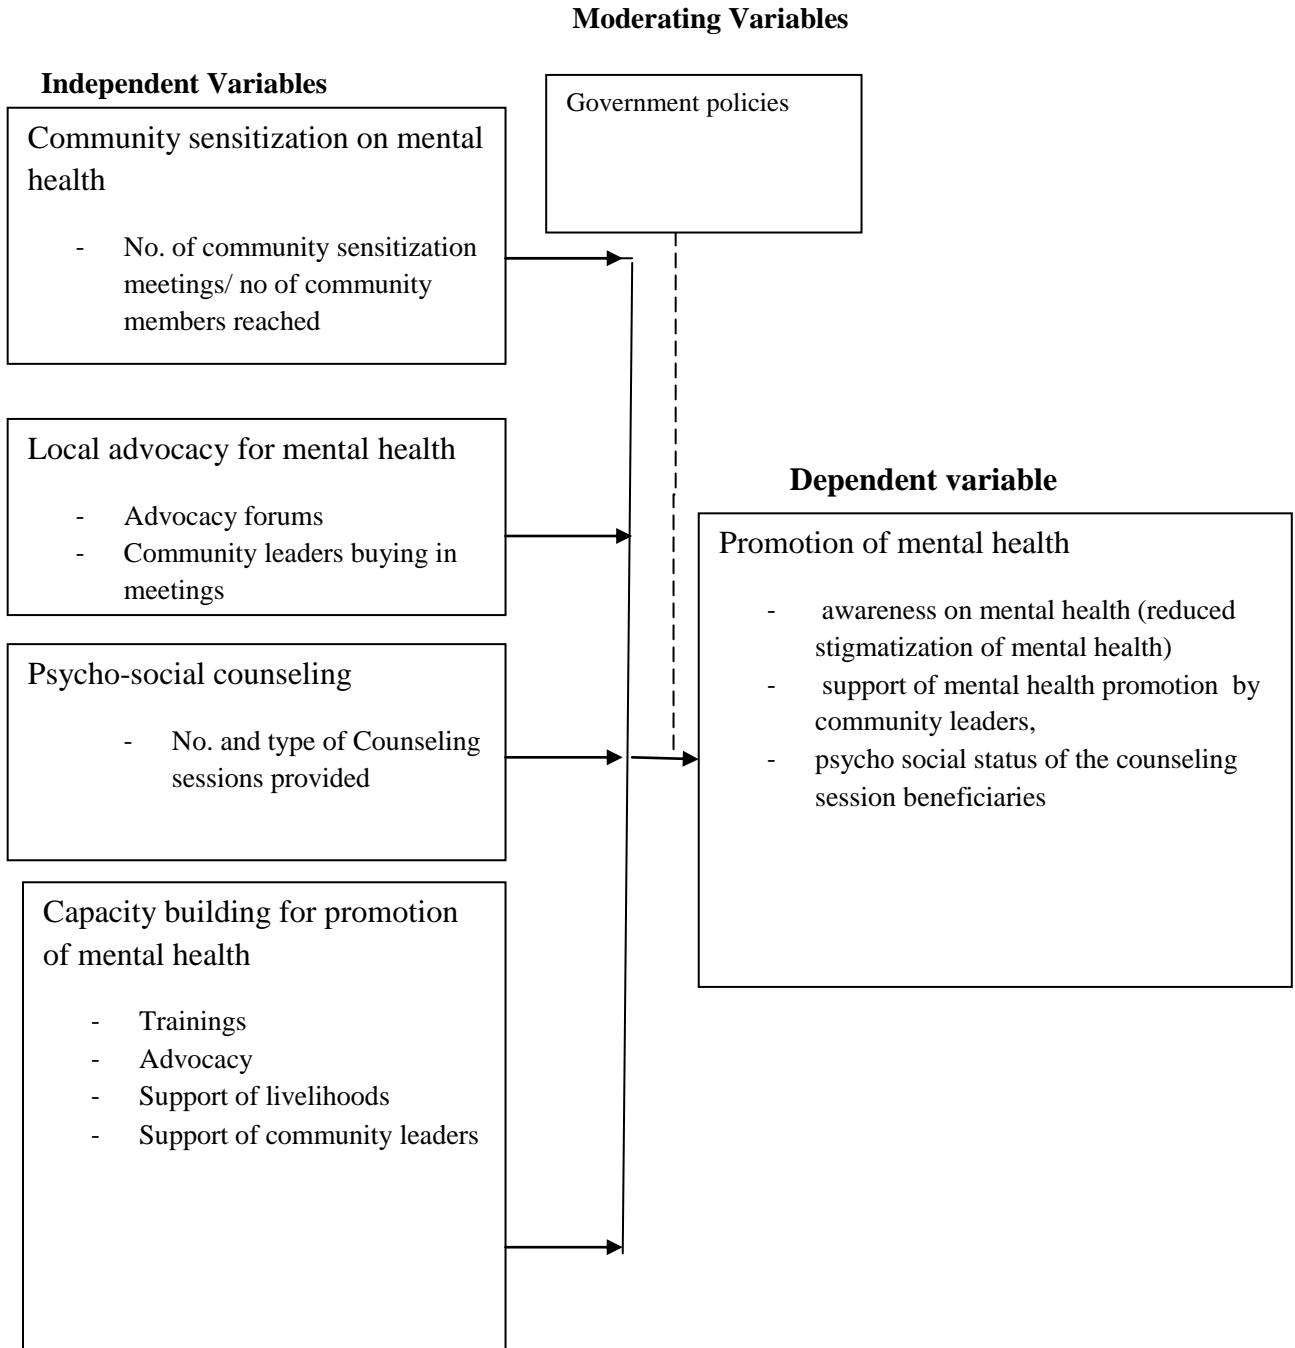 Moderating Variables
Independent Variables
Government policies
Community sensitization on mental
health
- No. of community sensitization
meetings/ no of community
members reached
Local advocacy for mental health
- Advocacy forums
- Community leaders buying in
meetings
Psycho-social counseling
- No. and type of Counseling
sessions provided
Capacity building for promotion
of mental health
- Trainings
- Advocacy
- Support of livelihoods
- Support of community leaders
Dependent variable
Promotion of mental health
- awareness on mental health (reduced
stigmatization of mental health)
- support of mental health promotion by
community leaders,
- psycho social status of the counseling
session beneficiaries